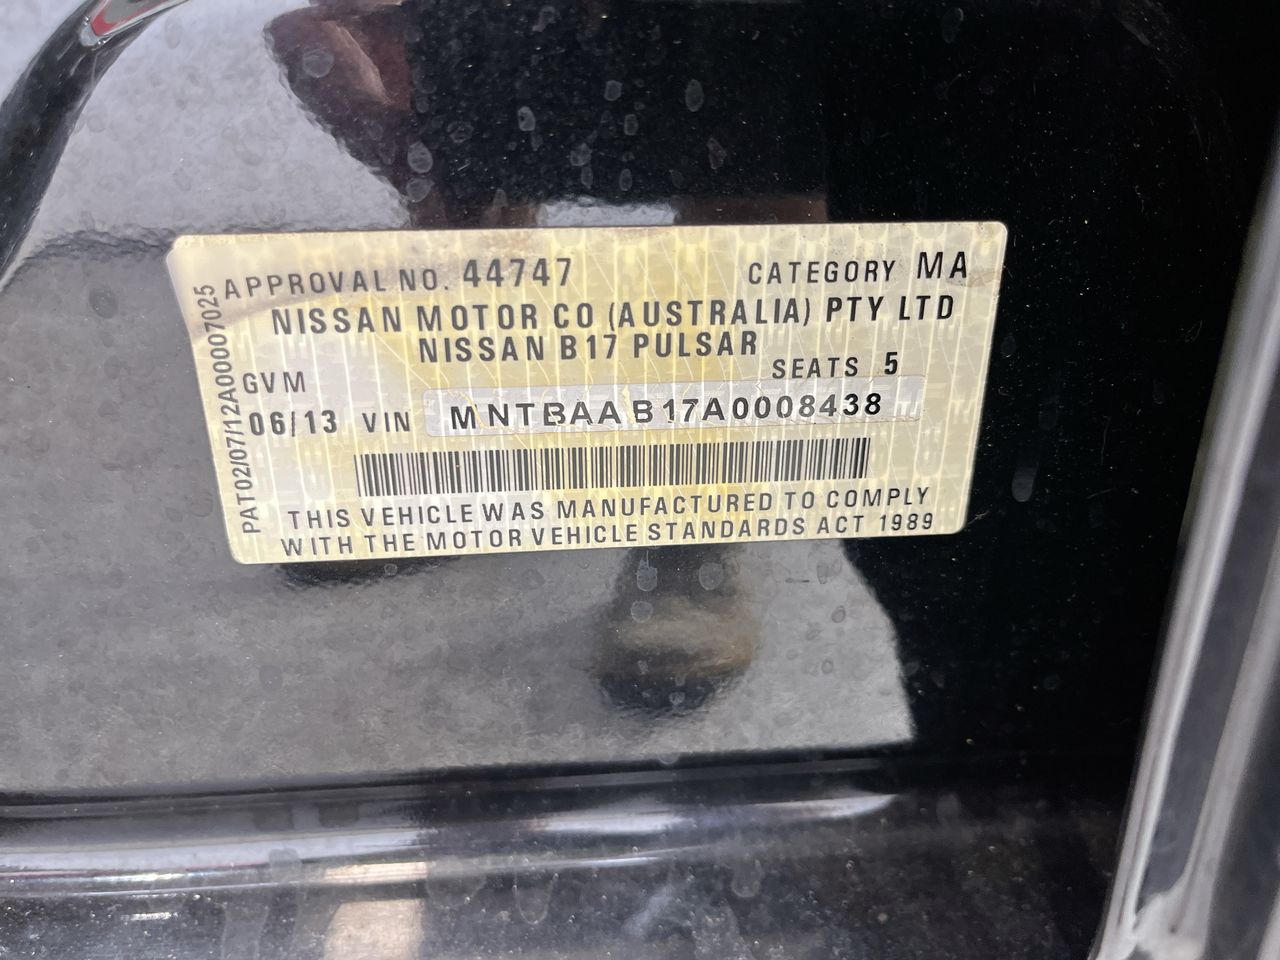 APPROVAL NO. 44747 CATEGORY MA
NISSAN MOTOR CO (AUSTRALIA) PTY LTD
NISSAN B17 PULSAR
GVM SEATS 5
06/13 VIN MNTBAAB17A0008438
THIS VEHICLE WAS MANUFACTURED TO COMPLY
WITH THE MOTOR VEHICLE STANDARDS ACT 1989
PAT02/07/12A00007025